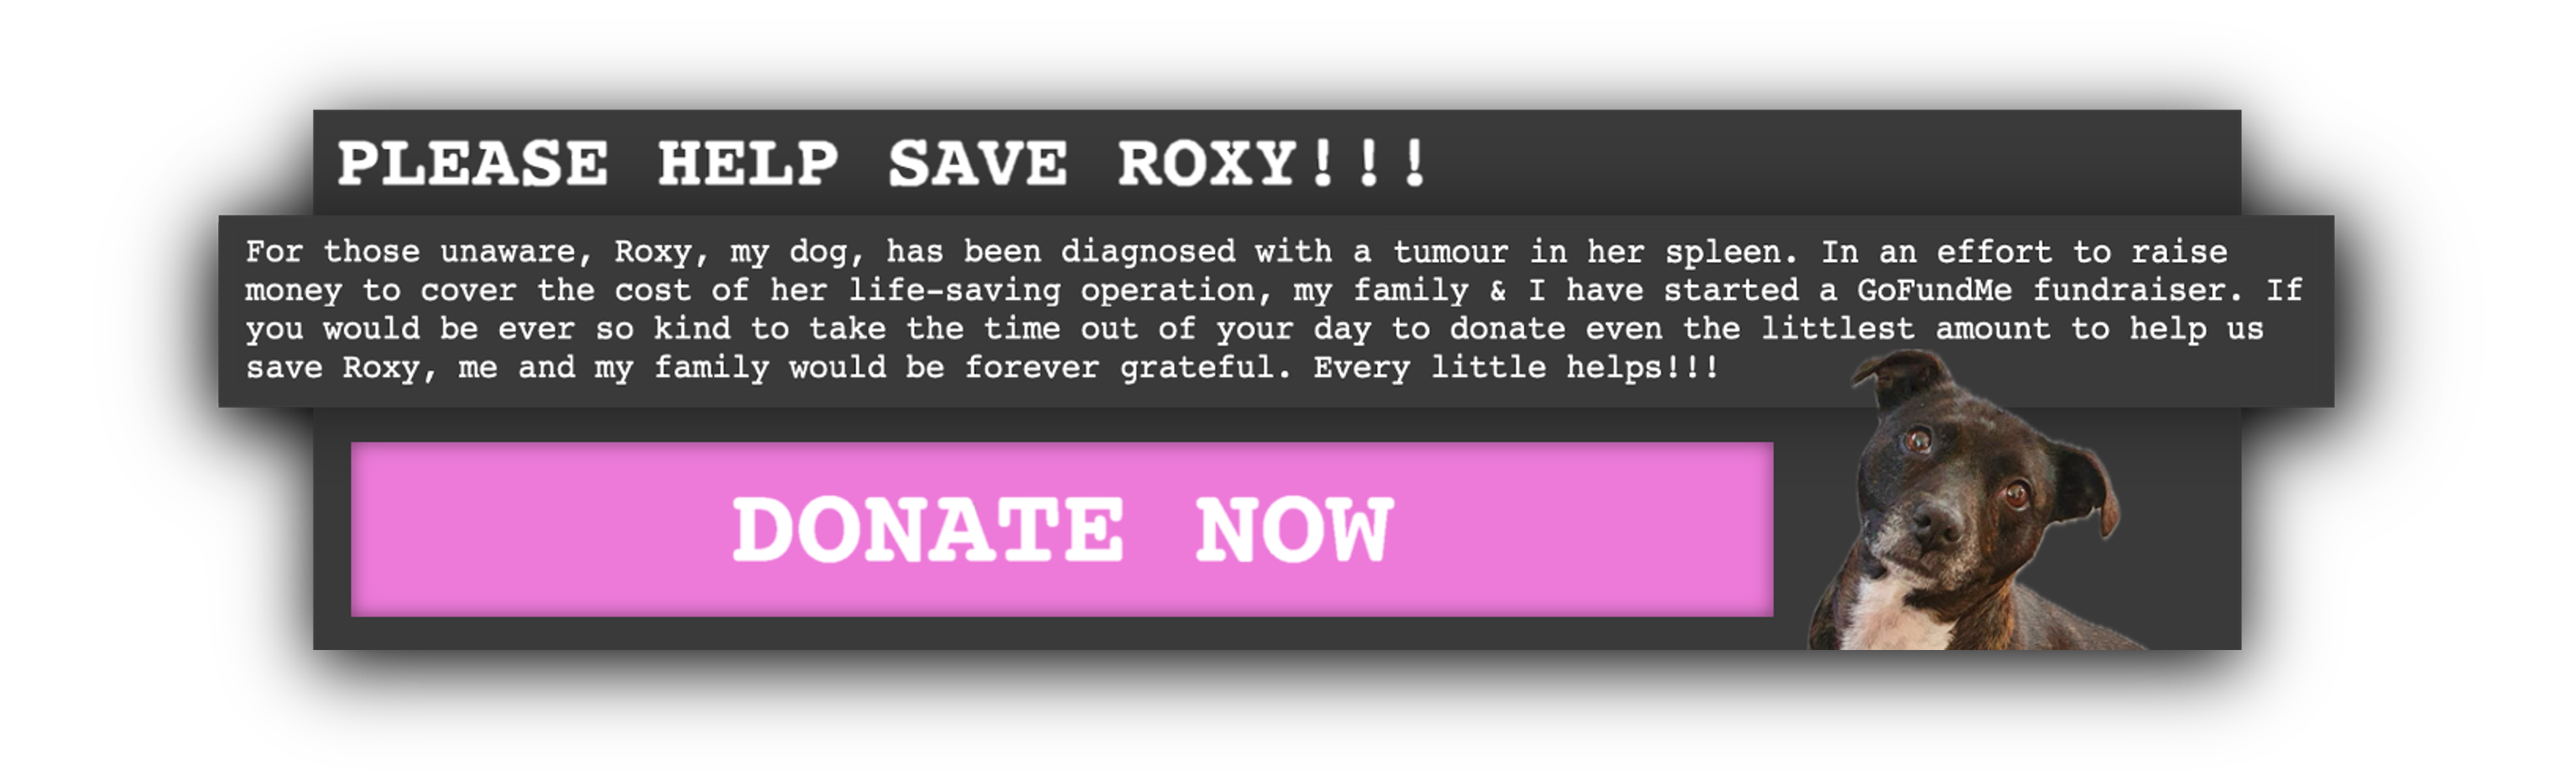 PLEASE HELP SAVE ROXY!!!
For those unaware, Roxy, my dog, has been diagnosed with a tumour in her spleen. In an effort to raise
money to cover the cost of her life-saving operation, my family & I have started a GoFundMe fundraiser. If
you would be ever so kind to take the time out of your day to donate even the littlest amount to help us
save Roxy, me and my family would be forever grateful. Every little helps!!!
DONATE NOW